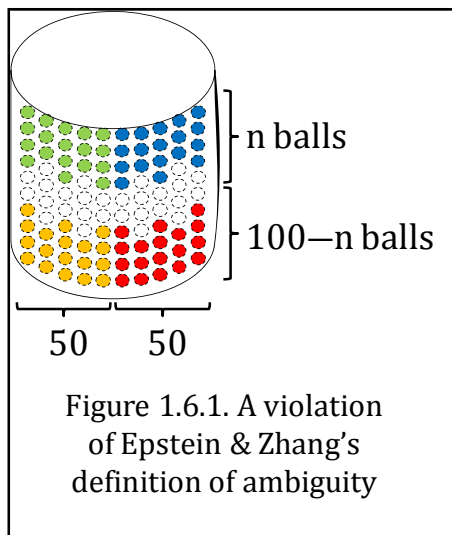 n balls
100—n balls
50 50
Figure 1.6.1. A violation
of Epstein & Zhang's
definition of ambiguity